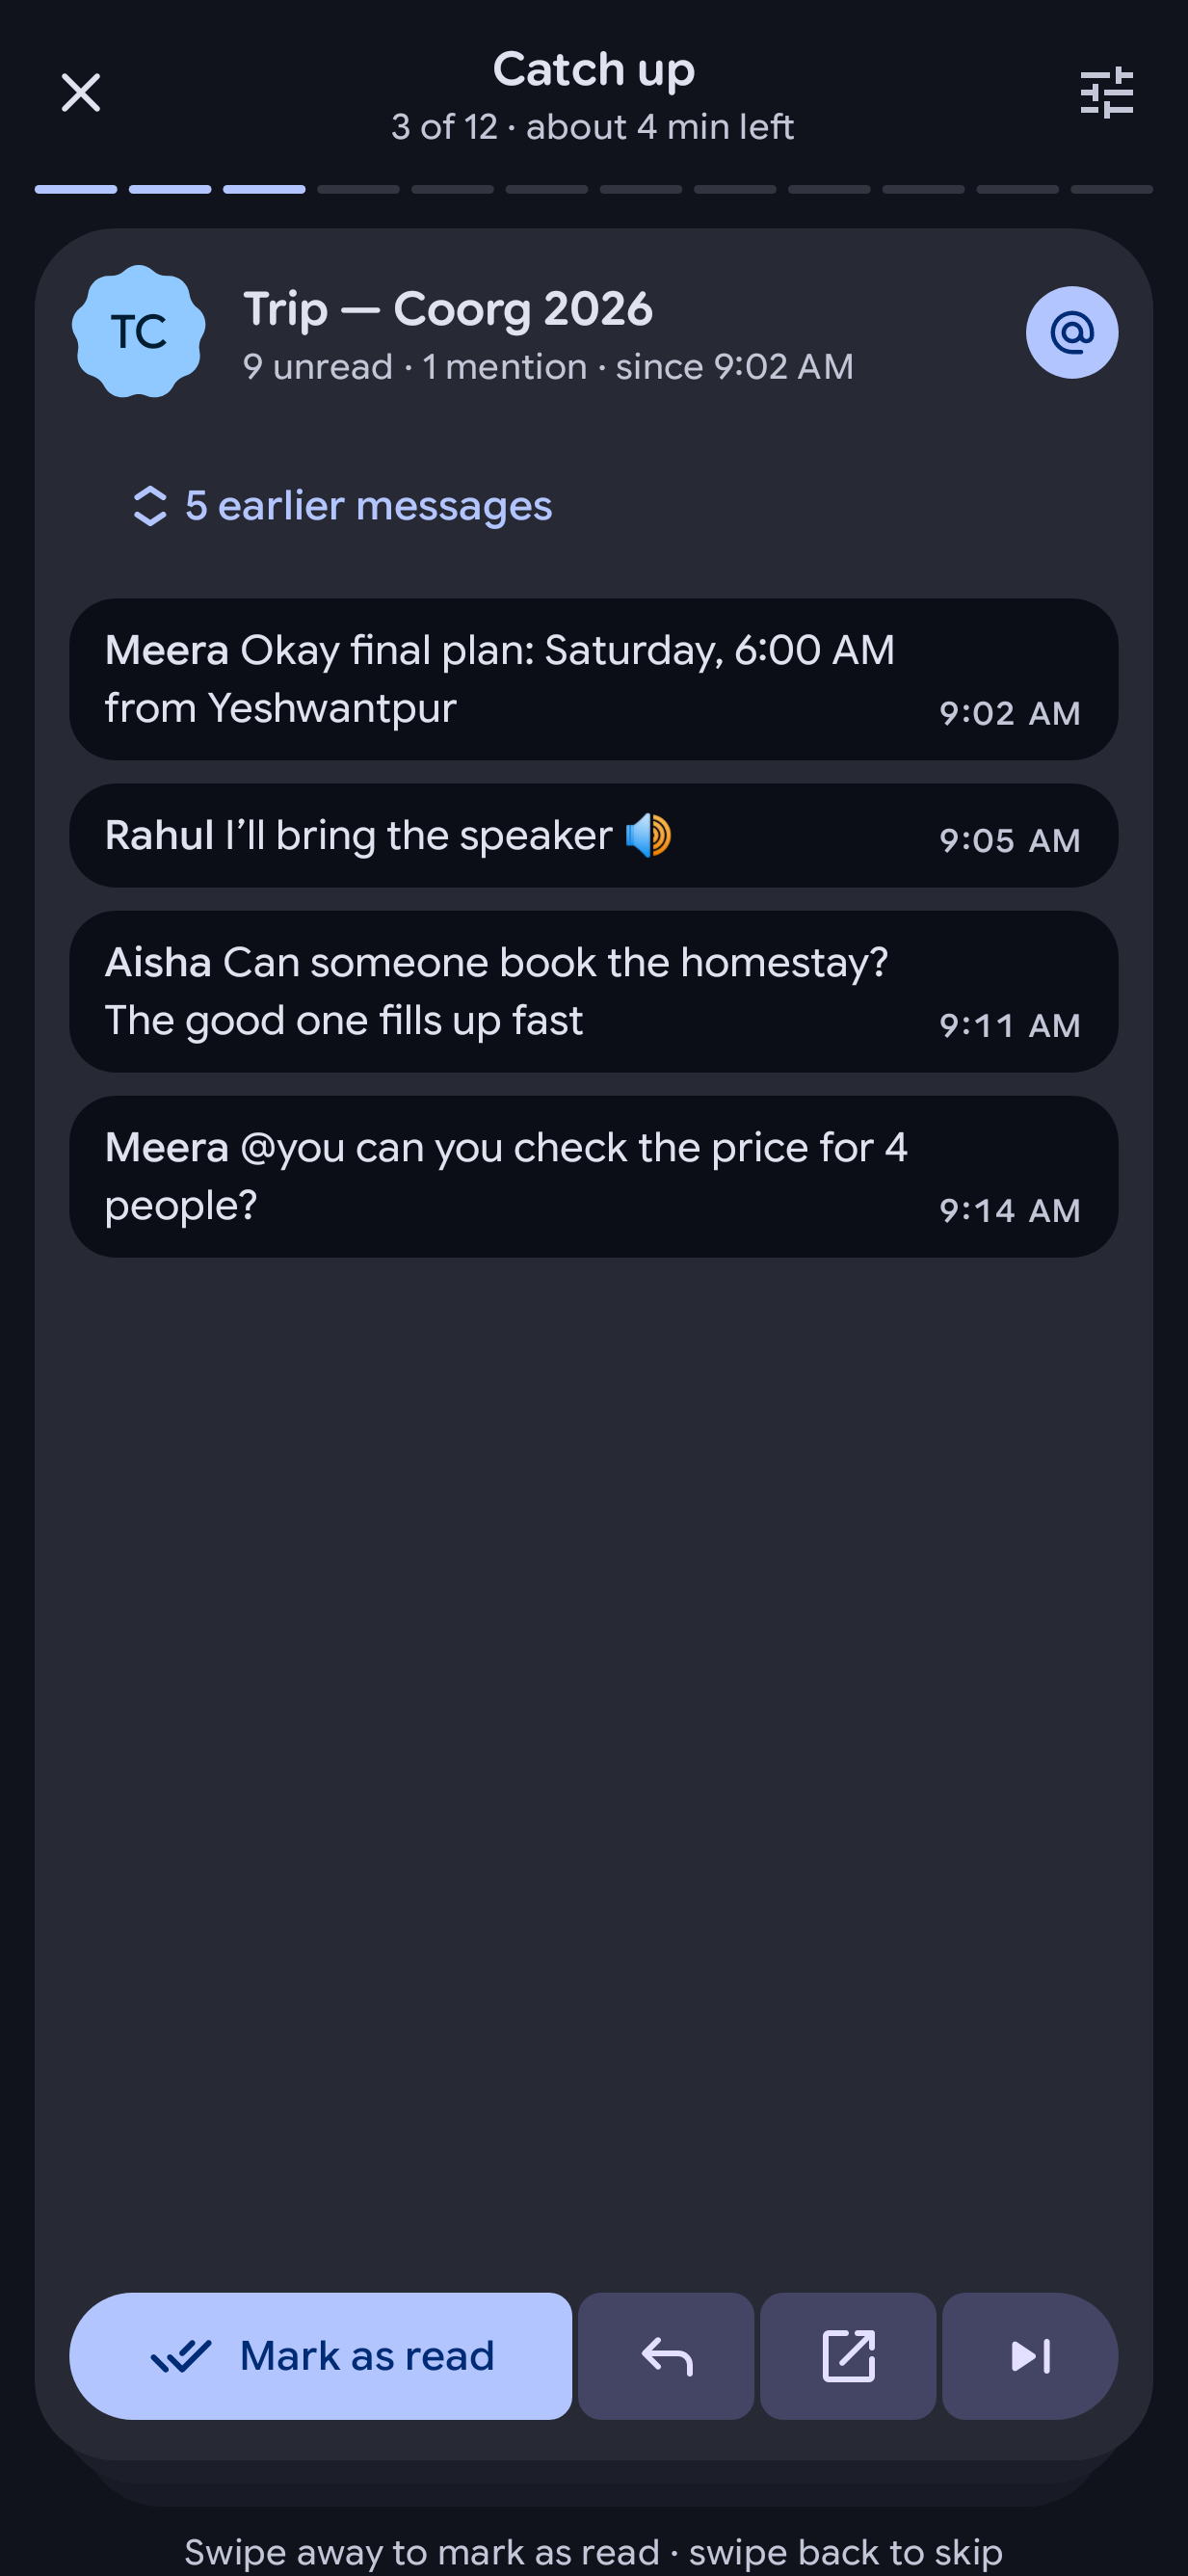 Catch up
3 of 12 · about 4 min left
TC
Trip — Coorg 2026
9 unread · 1 mention · since 9:02 AM
5 earlier messages
Meera Okay final plan: Saturday, 6:00 AM
from Yeshwantpur
9:02 AM
Rahul I’ll bring the speaker 🔊
9:05 AM
Aisha Can someone book the homestay?
The good one fills up fast
9:11 AM
Meera @you can you check the price for 4
people?
9:14 AM
Mark as read
Swipe away to mark as read · swipe back to skip